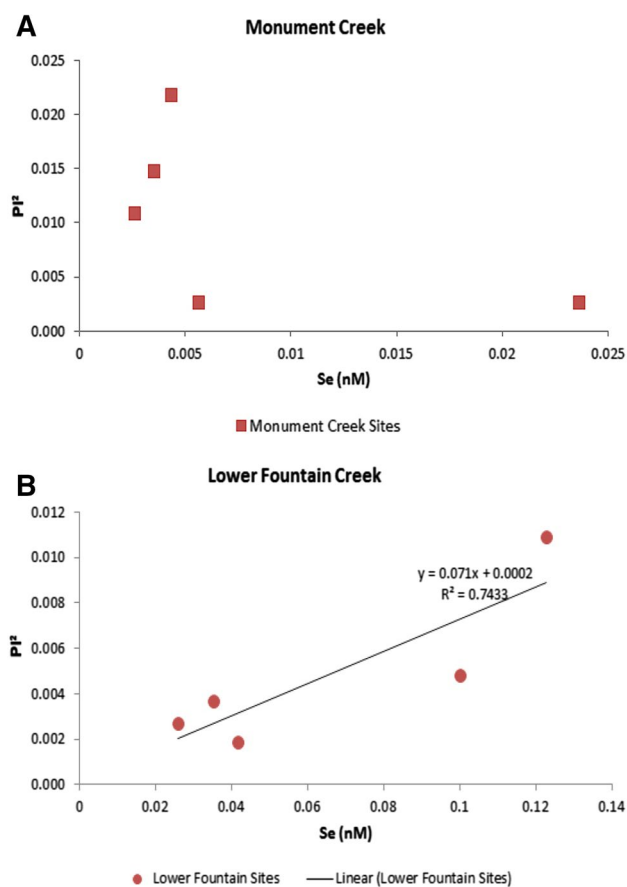 A
Monument Creek
0.025
0.020
0.015
0.010
0.005
0.000
PI²
0 0.005 0.01 0.015 0.02 0.025
Se (nM)
Monument Creek Sites
B
Lower Fountain Creek
0.012
0.010
0.008
0.006
0.004
0.002
0.000
PI²
y = 0.071x + 0.0002
R² = 0.7433
0 0.02 0.04 0.06 0.08 0.1 0.12 0.14
Se (nM)
Lower Fountain Sites Linear (Lower Fountain Sites)